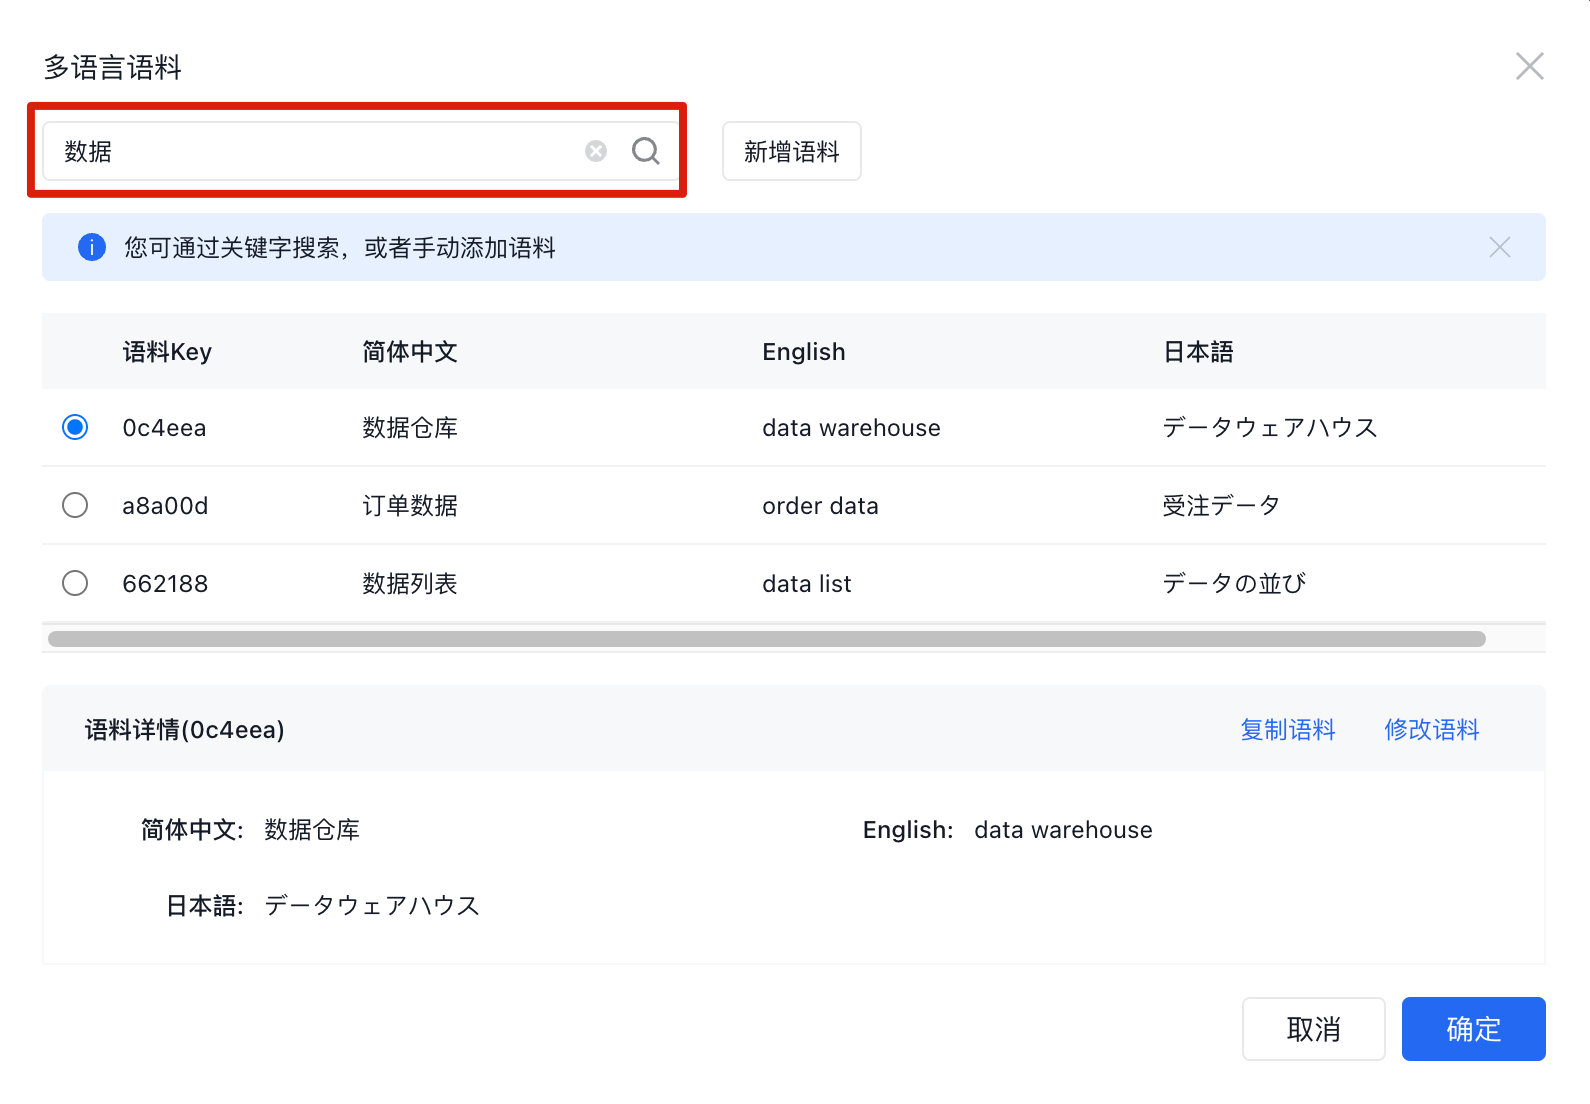 多语言语料
数据
新增语料
您可通过关键字搜索，或者手动添加语料
语料Key 简体中文 English 日本語
0c4eea 数据仓库 data warehouse データウェアハウス
a8a00d 订单数据 order data 受注データ
662188 数据列表 data list データの並び
语料详情(0c4eea) 复制语料 修改语料
简体中文: 数据仓库 English: data warehouse
日本語: データウェアハウス
取消 确定